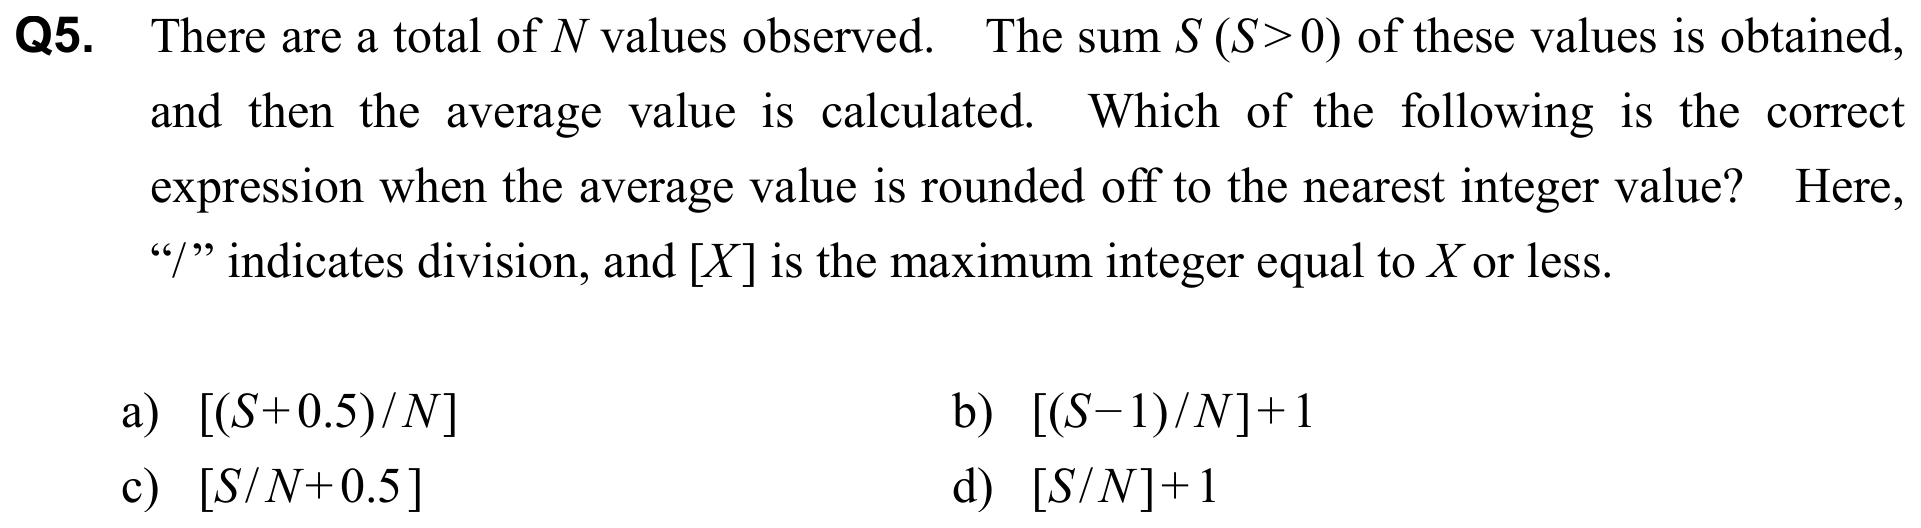 Q5. There are a total of N values observed. The sum S (S>0) of these values is obtained,
and then the average value is calculated. Which of the following is the correct
expression when the average value is rounded off to the nearest integer value? Here,
“/” indicates division, and [X] is the maximum integer equal to X or less.
a) [(S+0.5)/N] b) [(S−1)/N]+1
c) [S/N+0.5] d) [S/N]+1